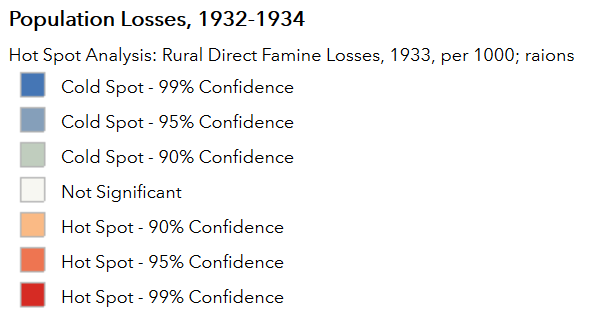 Population Losses, 1932-1934
Hot Spot Analysis: Rural Direct Famine Losses, 1933, per 1000; raions
Cold Spot - 99% Confidence
Cold Spot - 95% Confidence
Cold Spot - 90% Confidence
Not Significant
Hot Spot - 90% Confidence
Hot Spot - 95% Confidence
Hot Spot - 99% Confidence